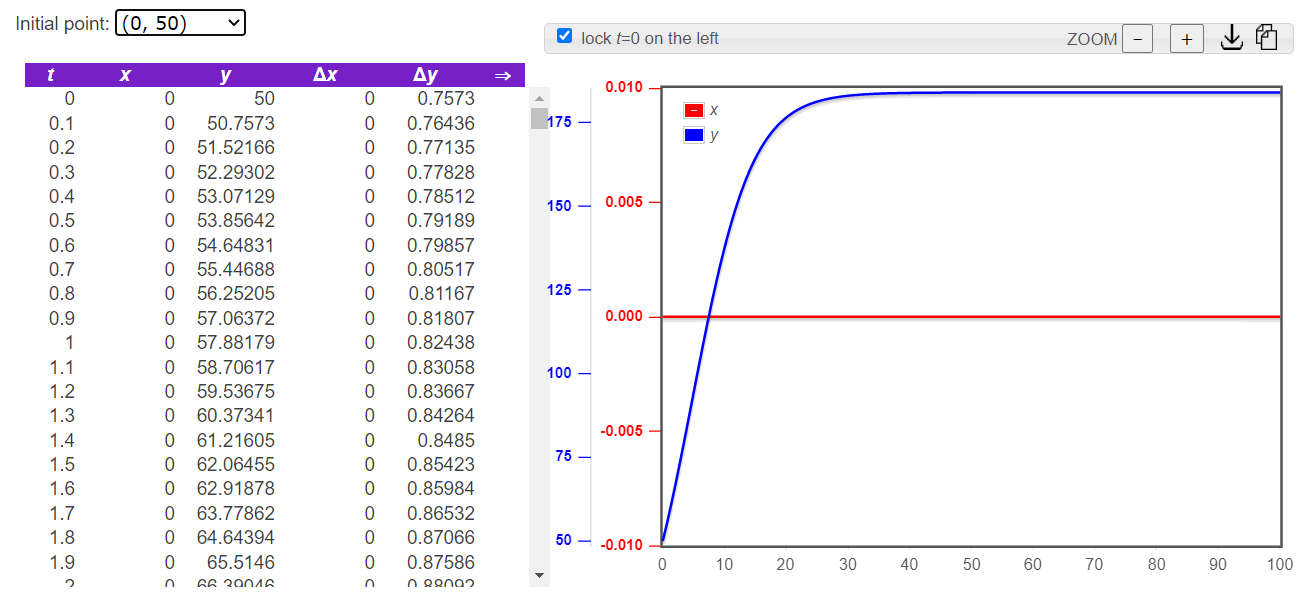 Initial point: (0, 50)
lock t=0 on the left ZOOM − +
t x y Δx Δy ⇒
0 0 50 0 0.7573
0.1 0 50.7573 0 0.76436
0.2 0 51.52166 0 0.77135
0.3 0 52.29302 0 0.77828
0.4 0 53.07129 0 0.78512
0.5 0 53.85642 0 0.79189
0.6 0 54.64831 0 0.79857
0.7 0 55.44688 0 0.80517
0.8 0 56.25205 0 0.81167
0.9 0 57.06372 0 0.81807
1 0 57.88179 0 0.82438
1.1 0 58.70617 0 0.83058
1.2 0 59.53675 0 0.83667
1.3 0 60.37341 0 0.84264
1.4 0 61.21605 0 0.8485
1.5 0 62.06455 0 0.85423
1.6 0 62.91878 0 0.85984
1.7 0 63.77862 0 0.86532
1.8 0 64.64394 0 0.87066
1.9 0 65.5146 0 0.87586
2 0 66.39046 0 0.88092
175
150
125
100
75
50
0.010
0.005
0.000
-0.005
-0.010
x
y
0 10 20 30 40 50 60 70 80 90 100